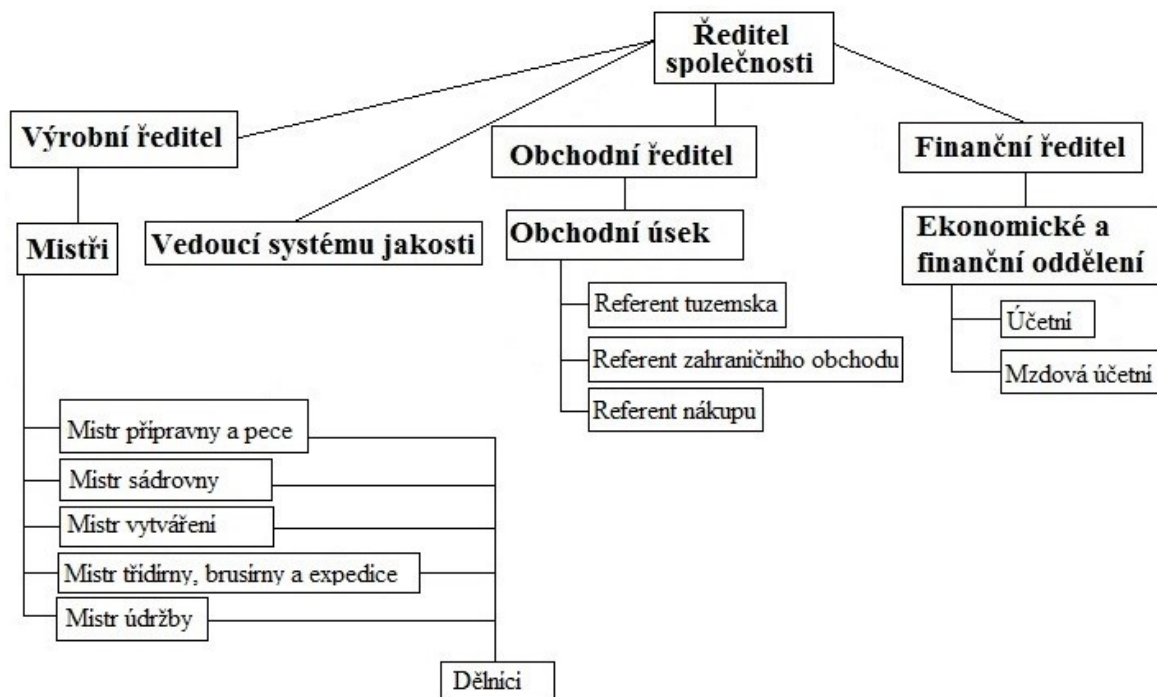 Ředitel
společnosti
Výrobní ředitel
Obchodní ředitel
Finanční ředitel
Mistři
Vedoucí systému jakosti
Obchodní úsek
Ekonomické a
finanční oddělení
Referent tuzemska
Referent zahraničního obchodu
Referent nákupu
Účetní
Mzdová účetní
Mistr přípravny a pece
Mistr sádrovny
Mistr vytváření
Mistr třídírny, brusírny a expedice
Mistr údržby
Dělníci